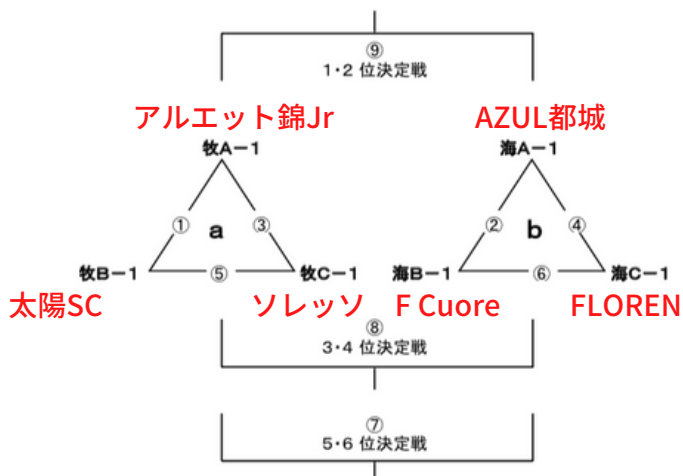 ⑨
1・2 位決定戦
アルエット錦Jr
AZUL都城
牧A−1
海A−1
① a ③
② b ④
牧B−1 ⑤ 牧C−1
海B−1 ⑥ 海C−1
太陽SC
ソレッソ
F Cuore
FLOREN
⑧
3・4 位決定戦
⑦
5・6 位決定戦